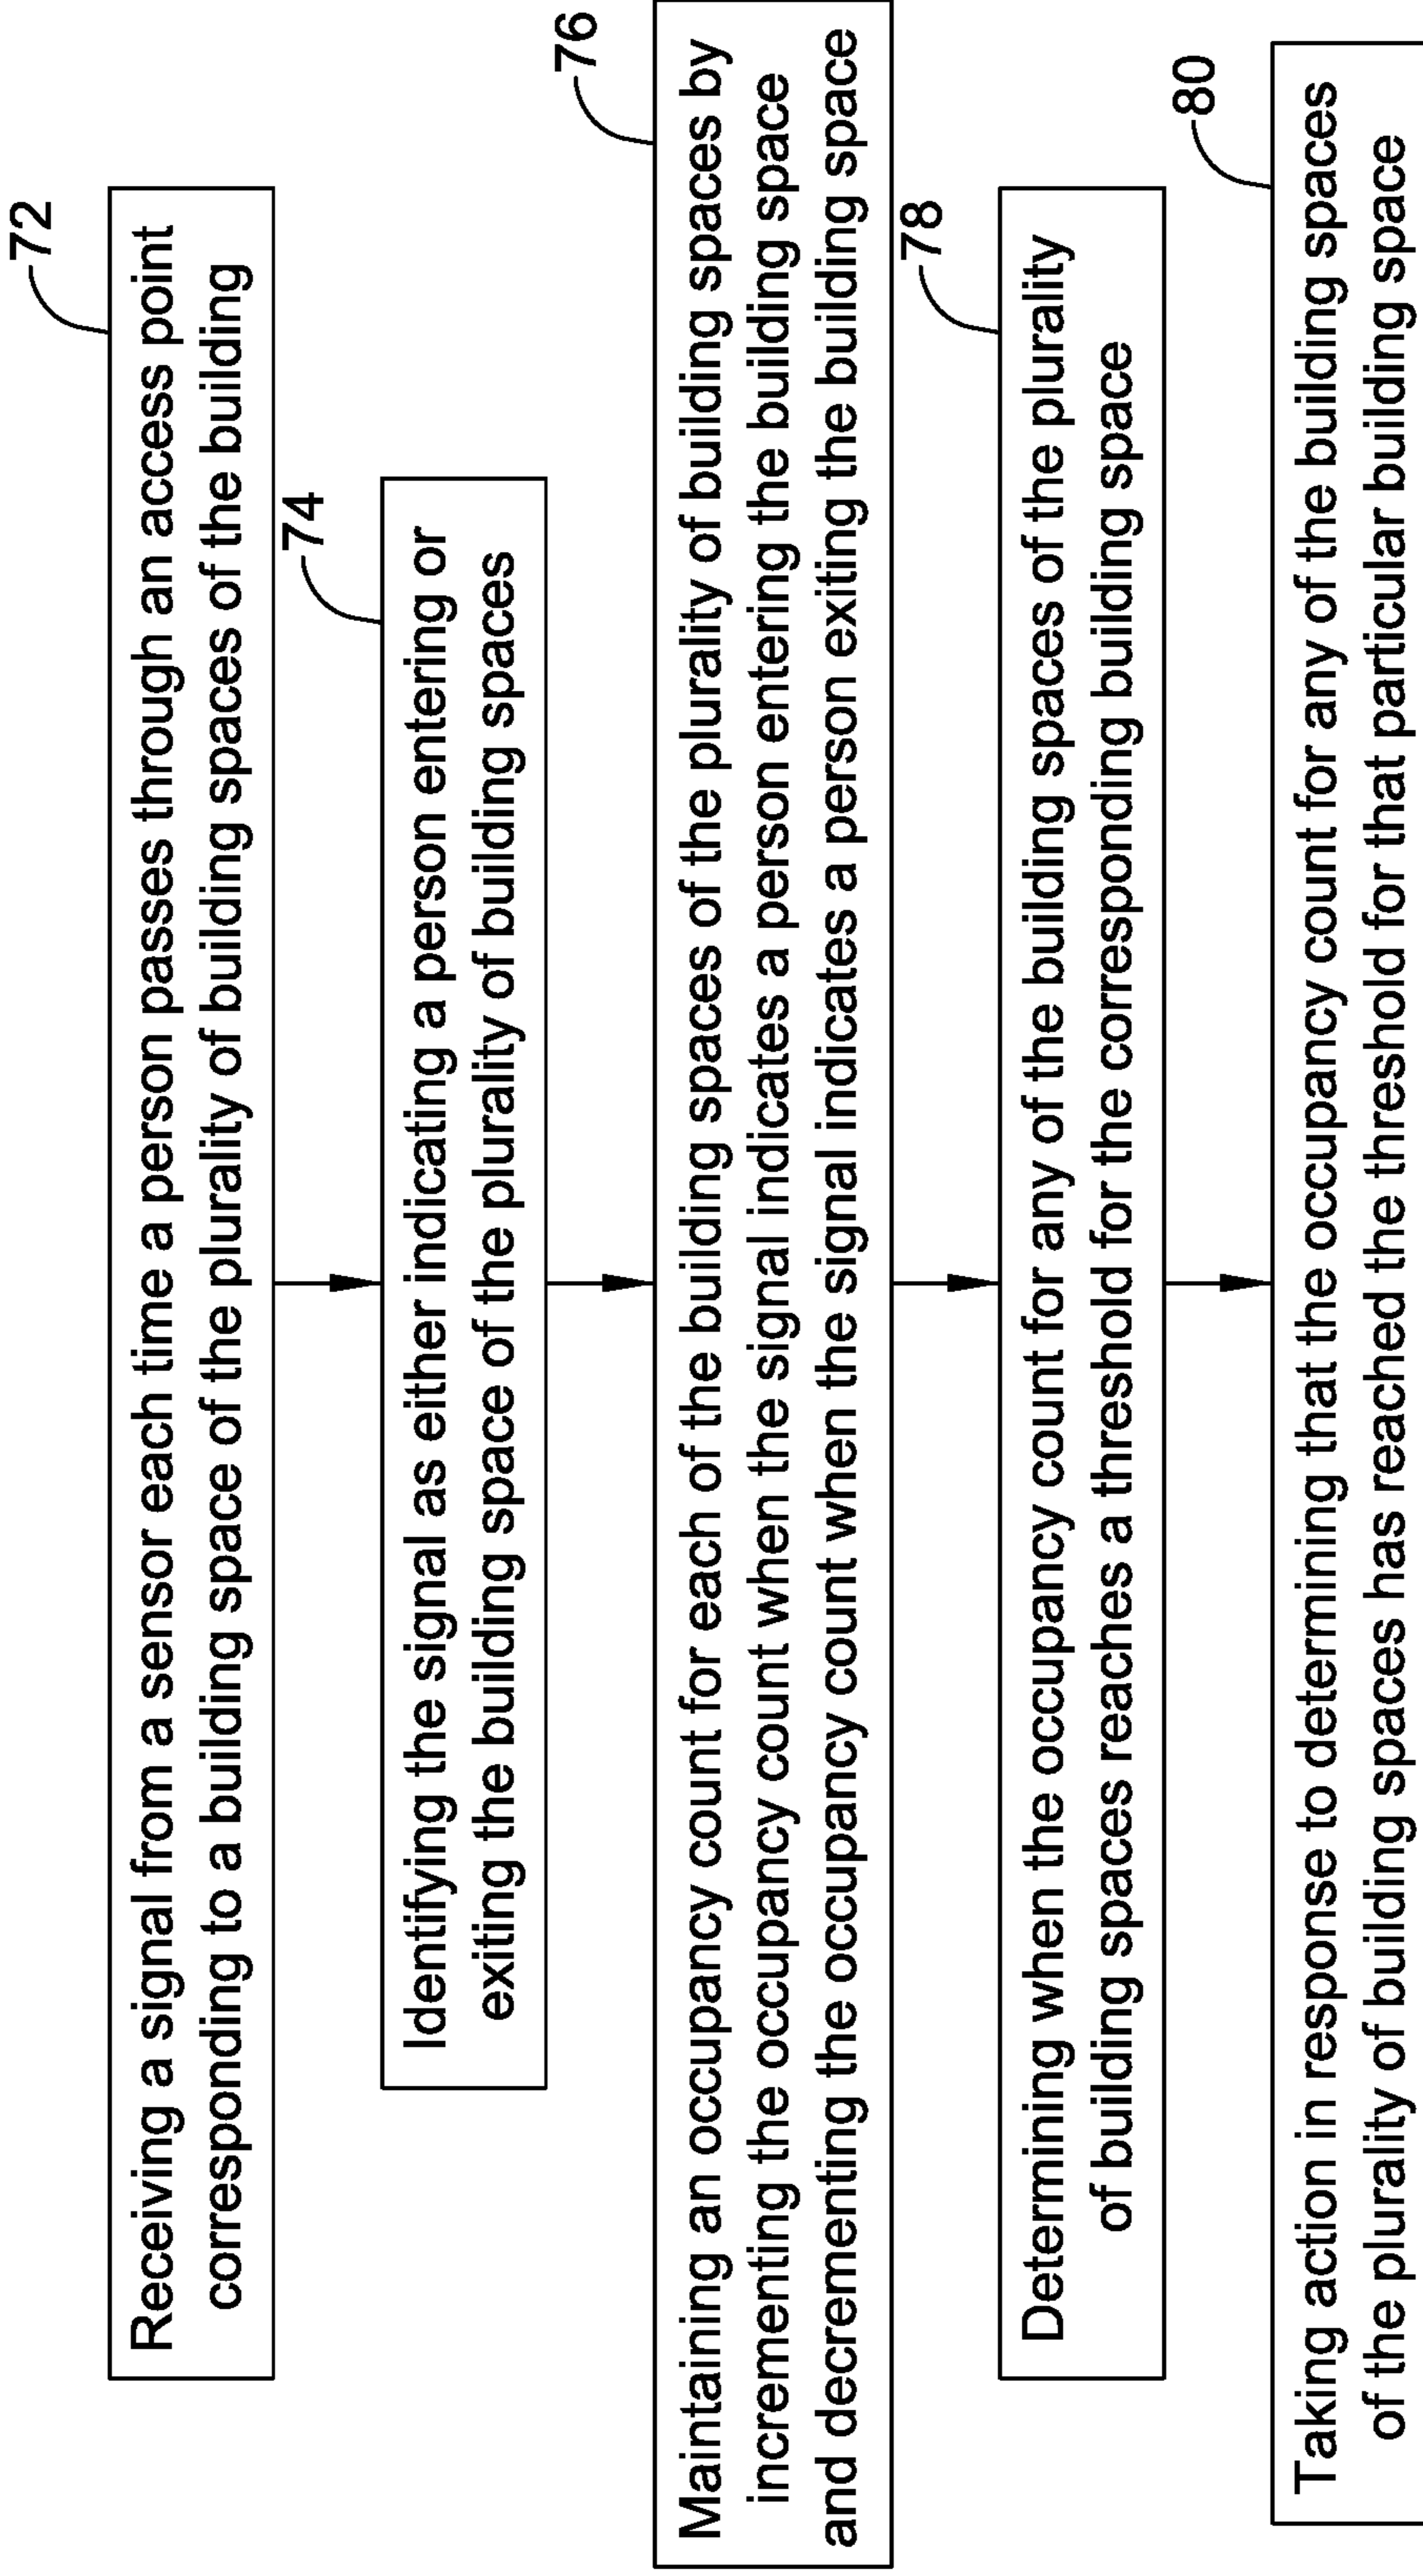 72
Receiving a signal from a sensor each time a person passes through an access point
corresponding to a building space of the plurality of building spaces of the building
74
Identifying the signal as either indicating a person entering or
exiting the building space of the plurality of building spaces
76
Maintaining an occupancy count for each of the building spaces of the plurality of building spaces by
incrementing the occupancy count when the signal indicates a person entering the building space
and decrementing the occupancy count when the signal indicates a person exiting the building space
78
Determining when the occupancy count for any of the building spaces of the plurality
of building spaces reaches a threshold for the corresponding building space
80
Taking action in response to determining that the occupancy count for any of the building spaces
of the plurality of building spaces has reached the threshold for that particular building space